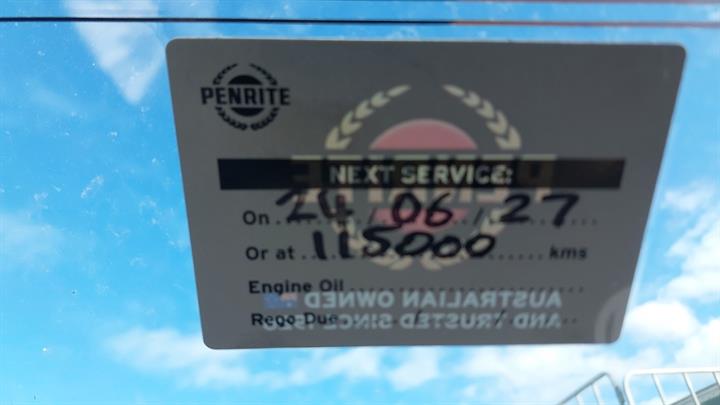 PENRITE
NEXT SERVICE:
On 24/06/27
Or at 115000 kms
Engine Oil
Rego Due / /
AUSTRALIAN OWNED
AND TRUSTED SINCE